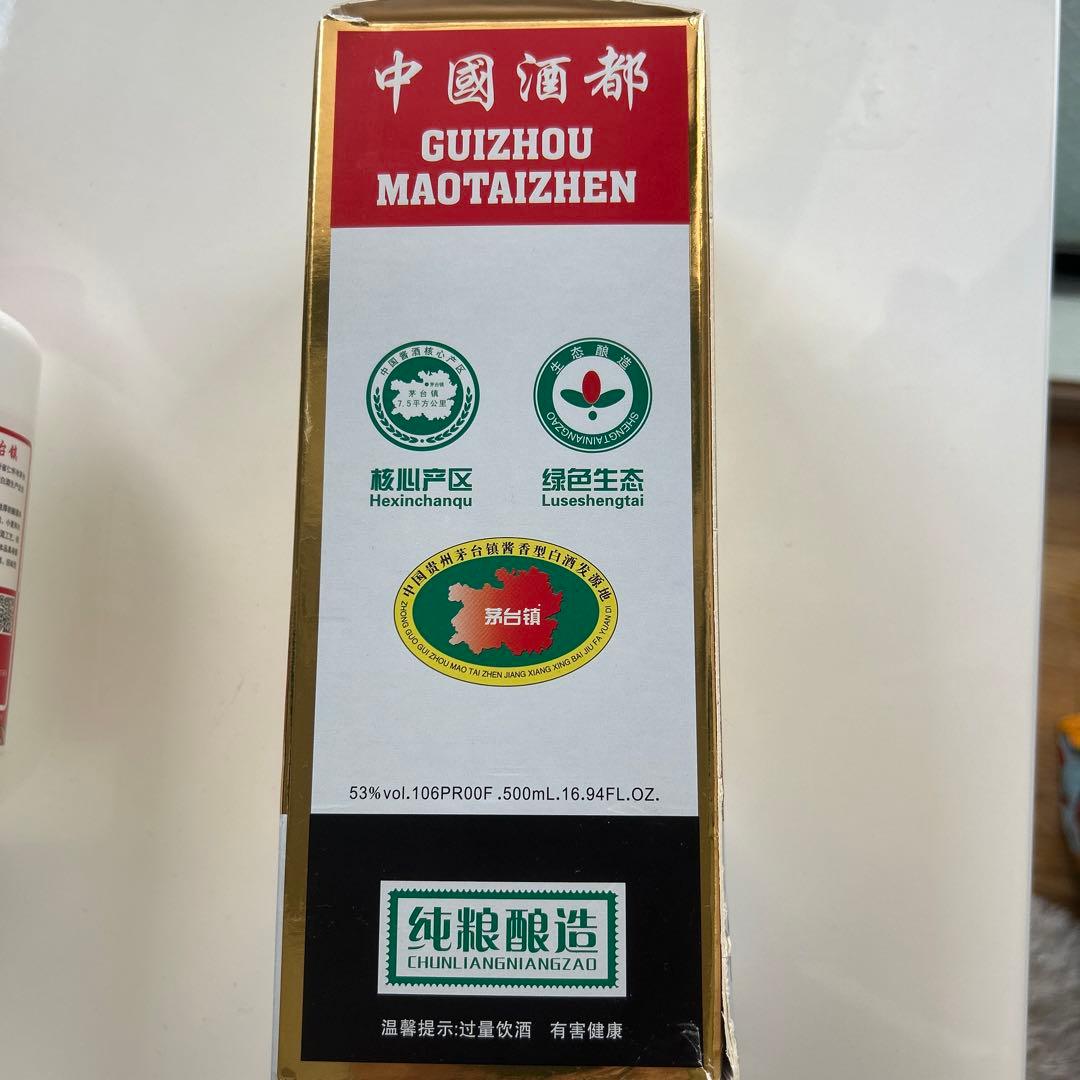 中國酒都
GUIZHOU
MAOTAIZHEN
中国酱酒核心产区
茅台镇
茅台镇
7.5平方公里
核心产区
Hexinchanqu
生态酿造
SHENGTAINIANGZAO
绿色生态
Luseshengtai
中国贵州茅台镇酱香型白酒发源地
茅台镇
ZHONG GUO GUI ZHOU MAO TAI ZHEN JIANG XIANG XING BAI JIU FA YUAN DI
53%vol.106PR00F.500mL.16.94FL.OZ.
纯粮酿造
CHUNLIANGNIANGZAO
温馨提示:过量饮酒 有害健康
台镇